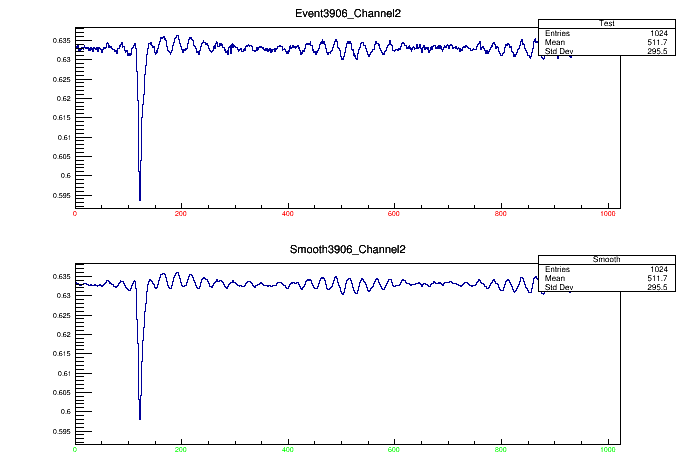 Event3906_Channel2
Test
Entries 1024
Mean 511.7
Std Dev 295.5
0.635
0.63
0.625
0.62
0.615
0.61
0.605
0.6
0.595
0 200 400 600 800 1000
Smooth3906_Channel2
Smooth
Entries 1024
Mean 511.7
Std Dev 295.5
0.635
0.63
0.625
0.62
0.615
0.61
0.605
0.6
0.595
0 200 400 600 800 1000